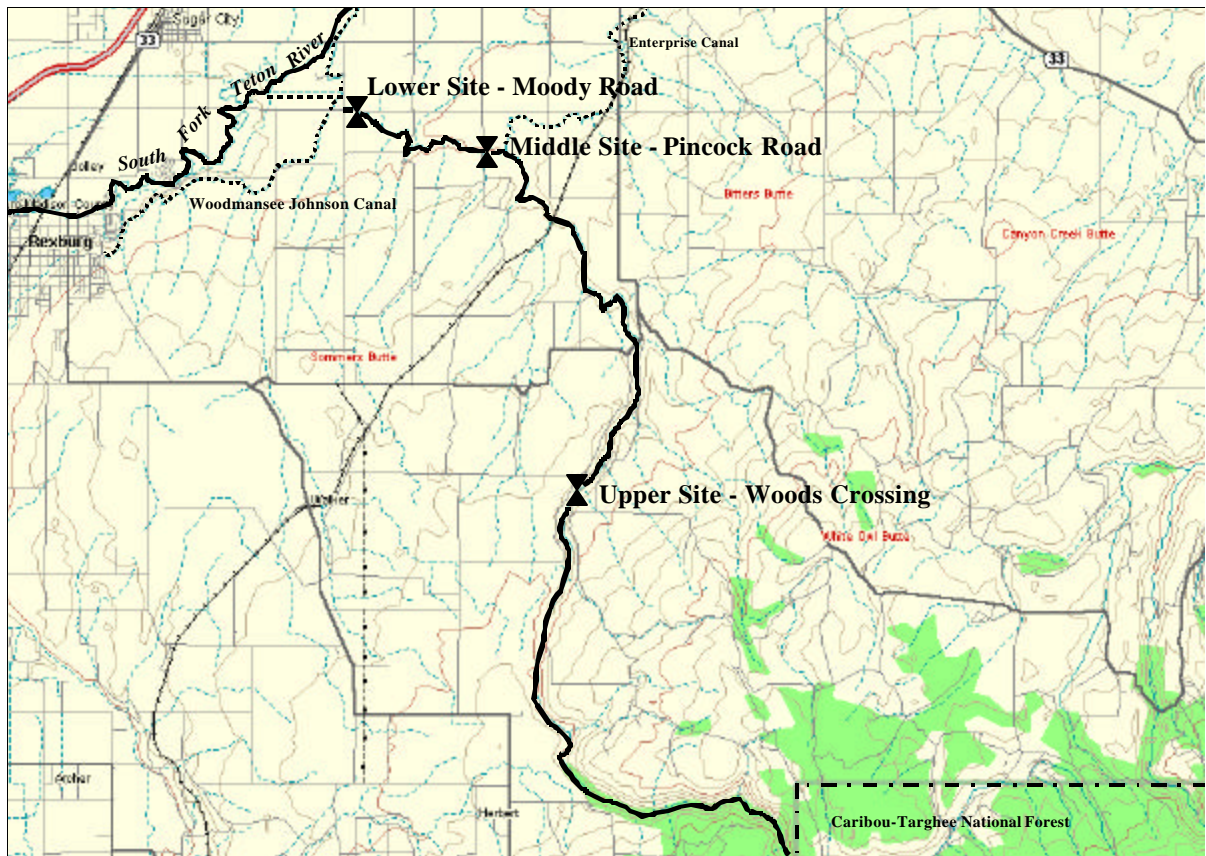 Sugar City
33
Enterprise Canal
33
South Fork Teton River
Lower Site - Moody Road
Middle Site - Pincock Road
Bitters Butte
Woodmansee Johnson Canal
Rexburg
Canyon Creek Butte
Sommers Butte
Walker
Upper Site - Woods Crossing
White Owl Butte
Archer
Herbert
Caribou-Targhee National Forest